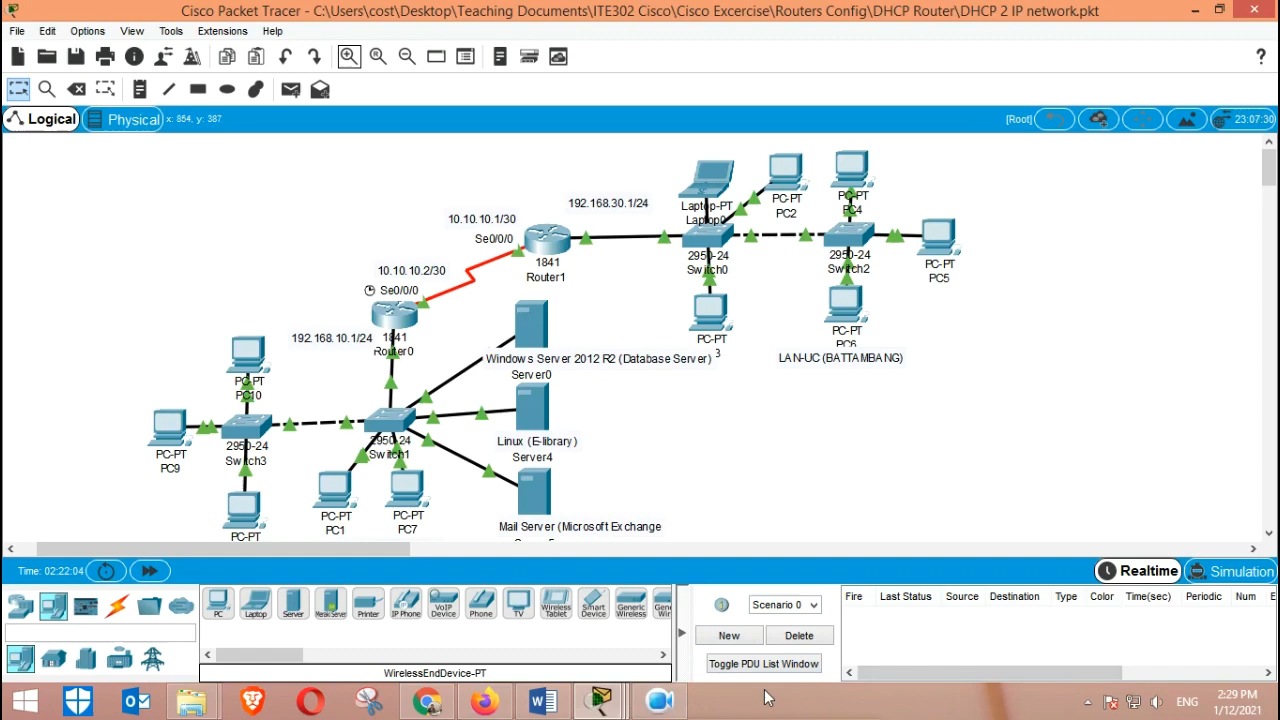 Cisco Packet Tracer - C:\Users\cost\Desktop\Teaching Documents\ITE302 Cisco\Cisco Excercise\Routers Config\DHCP Router\DHCP 2 IP network.pkt
File Edit Options View Tools Extensions Help
Logical Physical x: 854, y: 387 [Root] 23:07:30
192.168.30.1/24
10.10.10.1/30
Se0/0/0
1841
Router1
10.10.10.2/30
Se0/0/0
192.168.10.1/24
1841
Router0
Laptop-PT
Laptop0
PC-PT
PC2
PC-PT
PC4
2950-24
Switch0
2950-24
Switch2
PC-PT
PC5
PC-PT
3
PC-PT
PC6
LAN-UC (BATTAMBANG)
Windows Server 2012 R2 (Database Server)
Server0
Linux (E-library)
Server4
Mail Server (Microsoft Exchange
PC-PT
PC10
PC-PT
PC9
2950-24
Switch3
2950-24
Switch1
PC-PT
PC1
PC-PT
PC7
PC-PT
Time: 02:22:04 Realtime Simulation
PC Laptop Server Meraki Server Printer IP Phone VoIP Device Phone TV Wireless Tablet Smart Device Generic Wireless
WirelessEndDevice-PT
Scenario 0
New Delete
Toggle PDU List Window
Fire Last Status Source Destination Type Color Time(sec) Periodic Num E
ENG
2:29 PM
1/12/2021